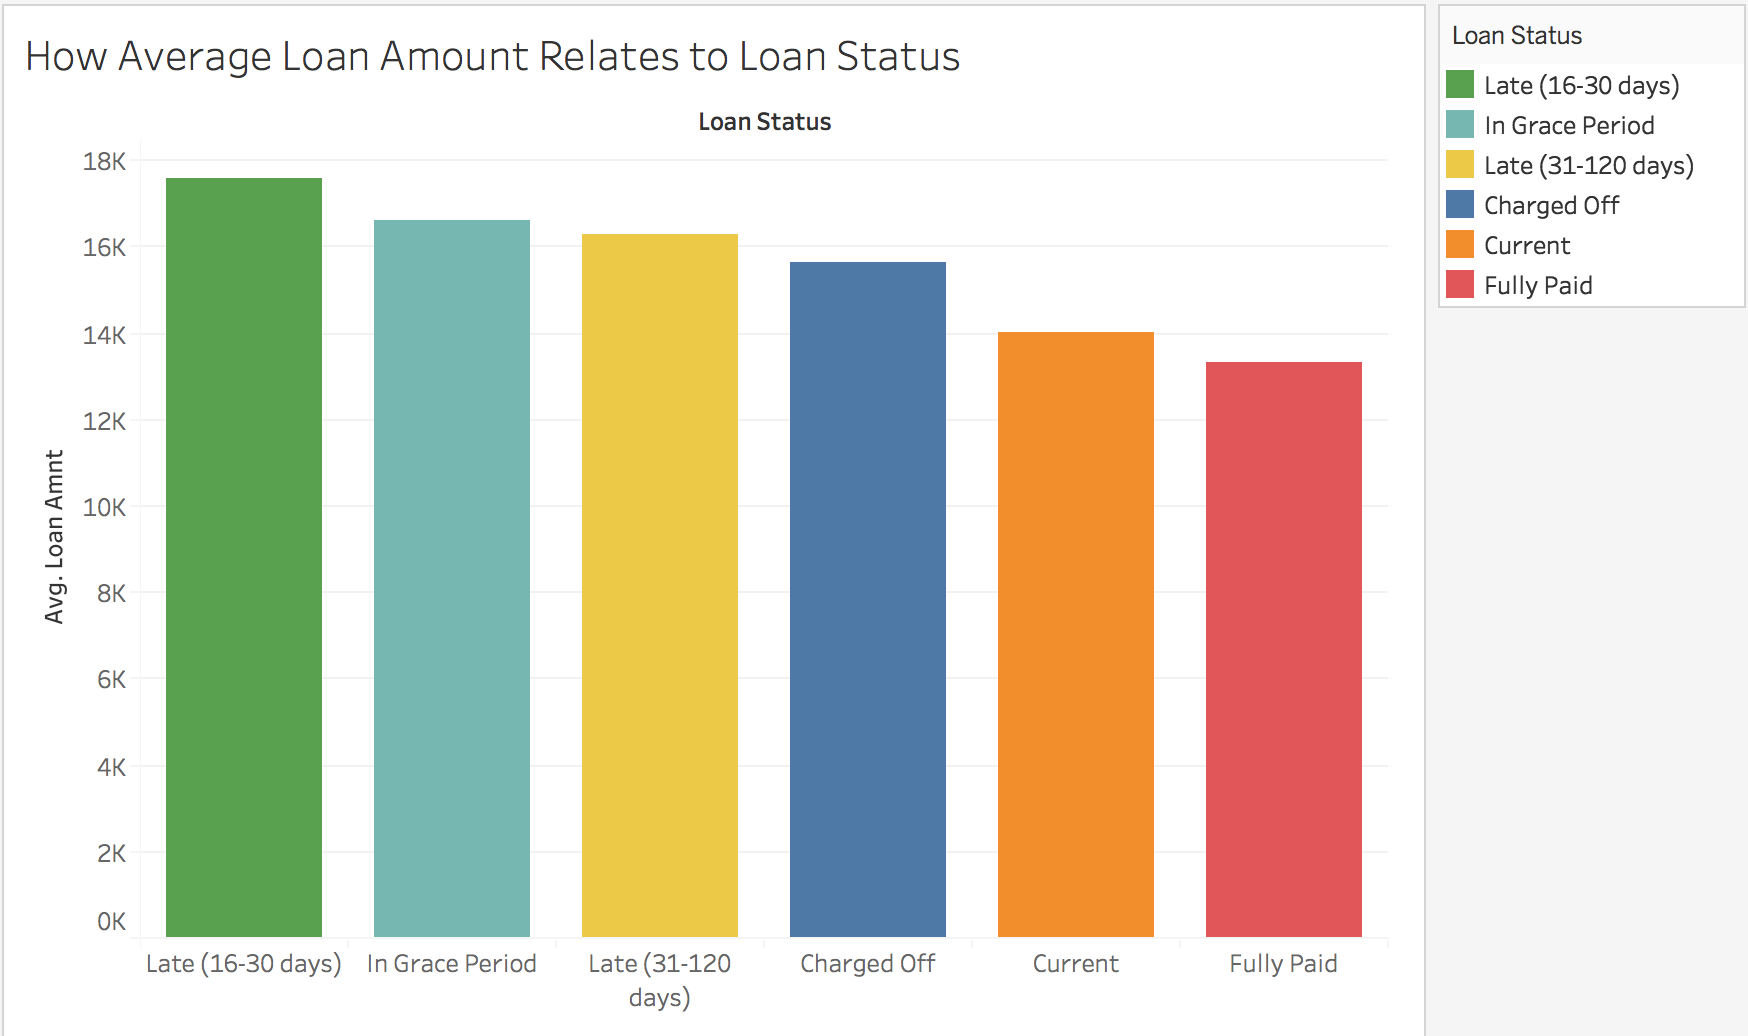 How Average Loan Amount Relates to Loan Status
Loan Status
18K
16K
14K
12K
10K
8K
6K
4K
2K
0K
Avg. Loan Amnt
Late (16-30 days)
In Grace Period
Late (31-120
days)
Charged Off
Current
Fully Paid
Loan Status
Late (16-30 days)
In Grace Period
Late (31-120 days)
Charged Off
Current
Fully Paid